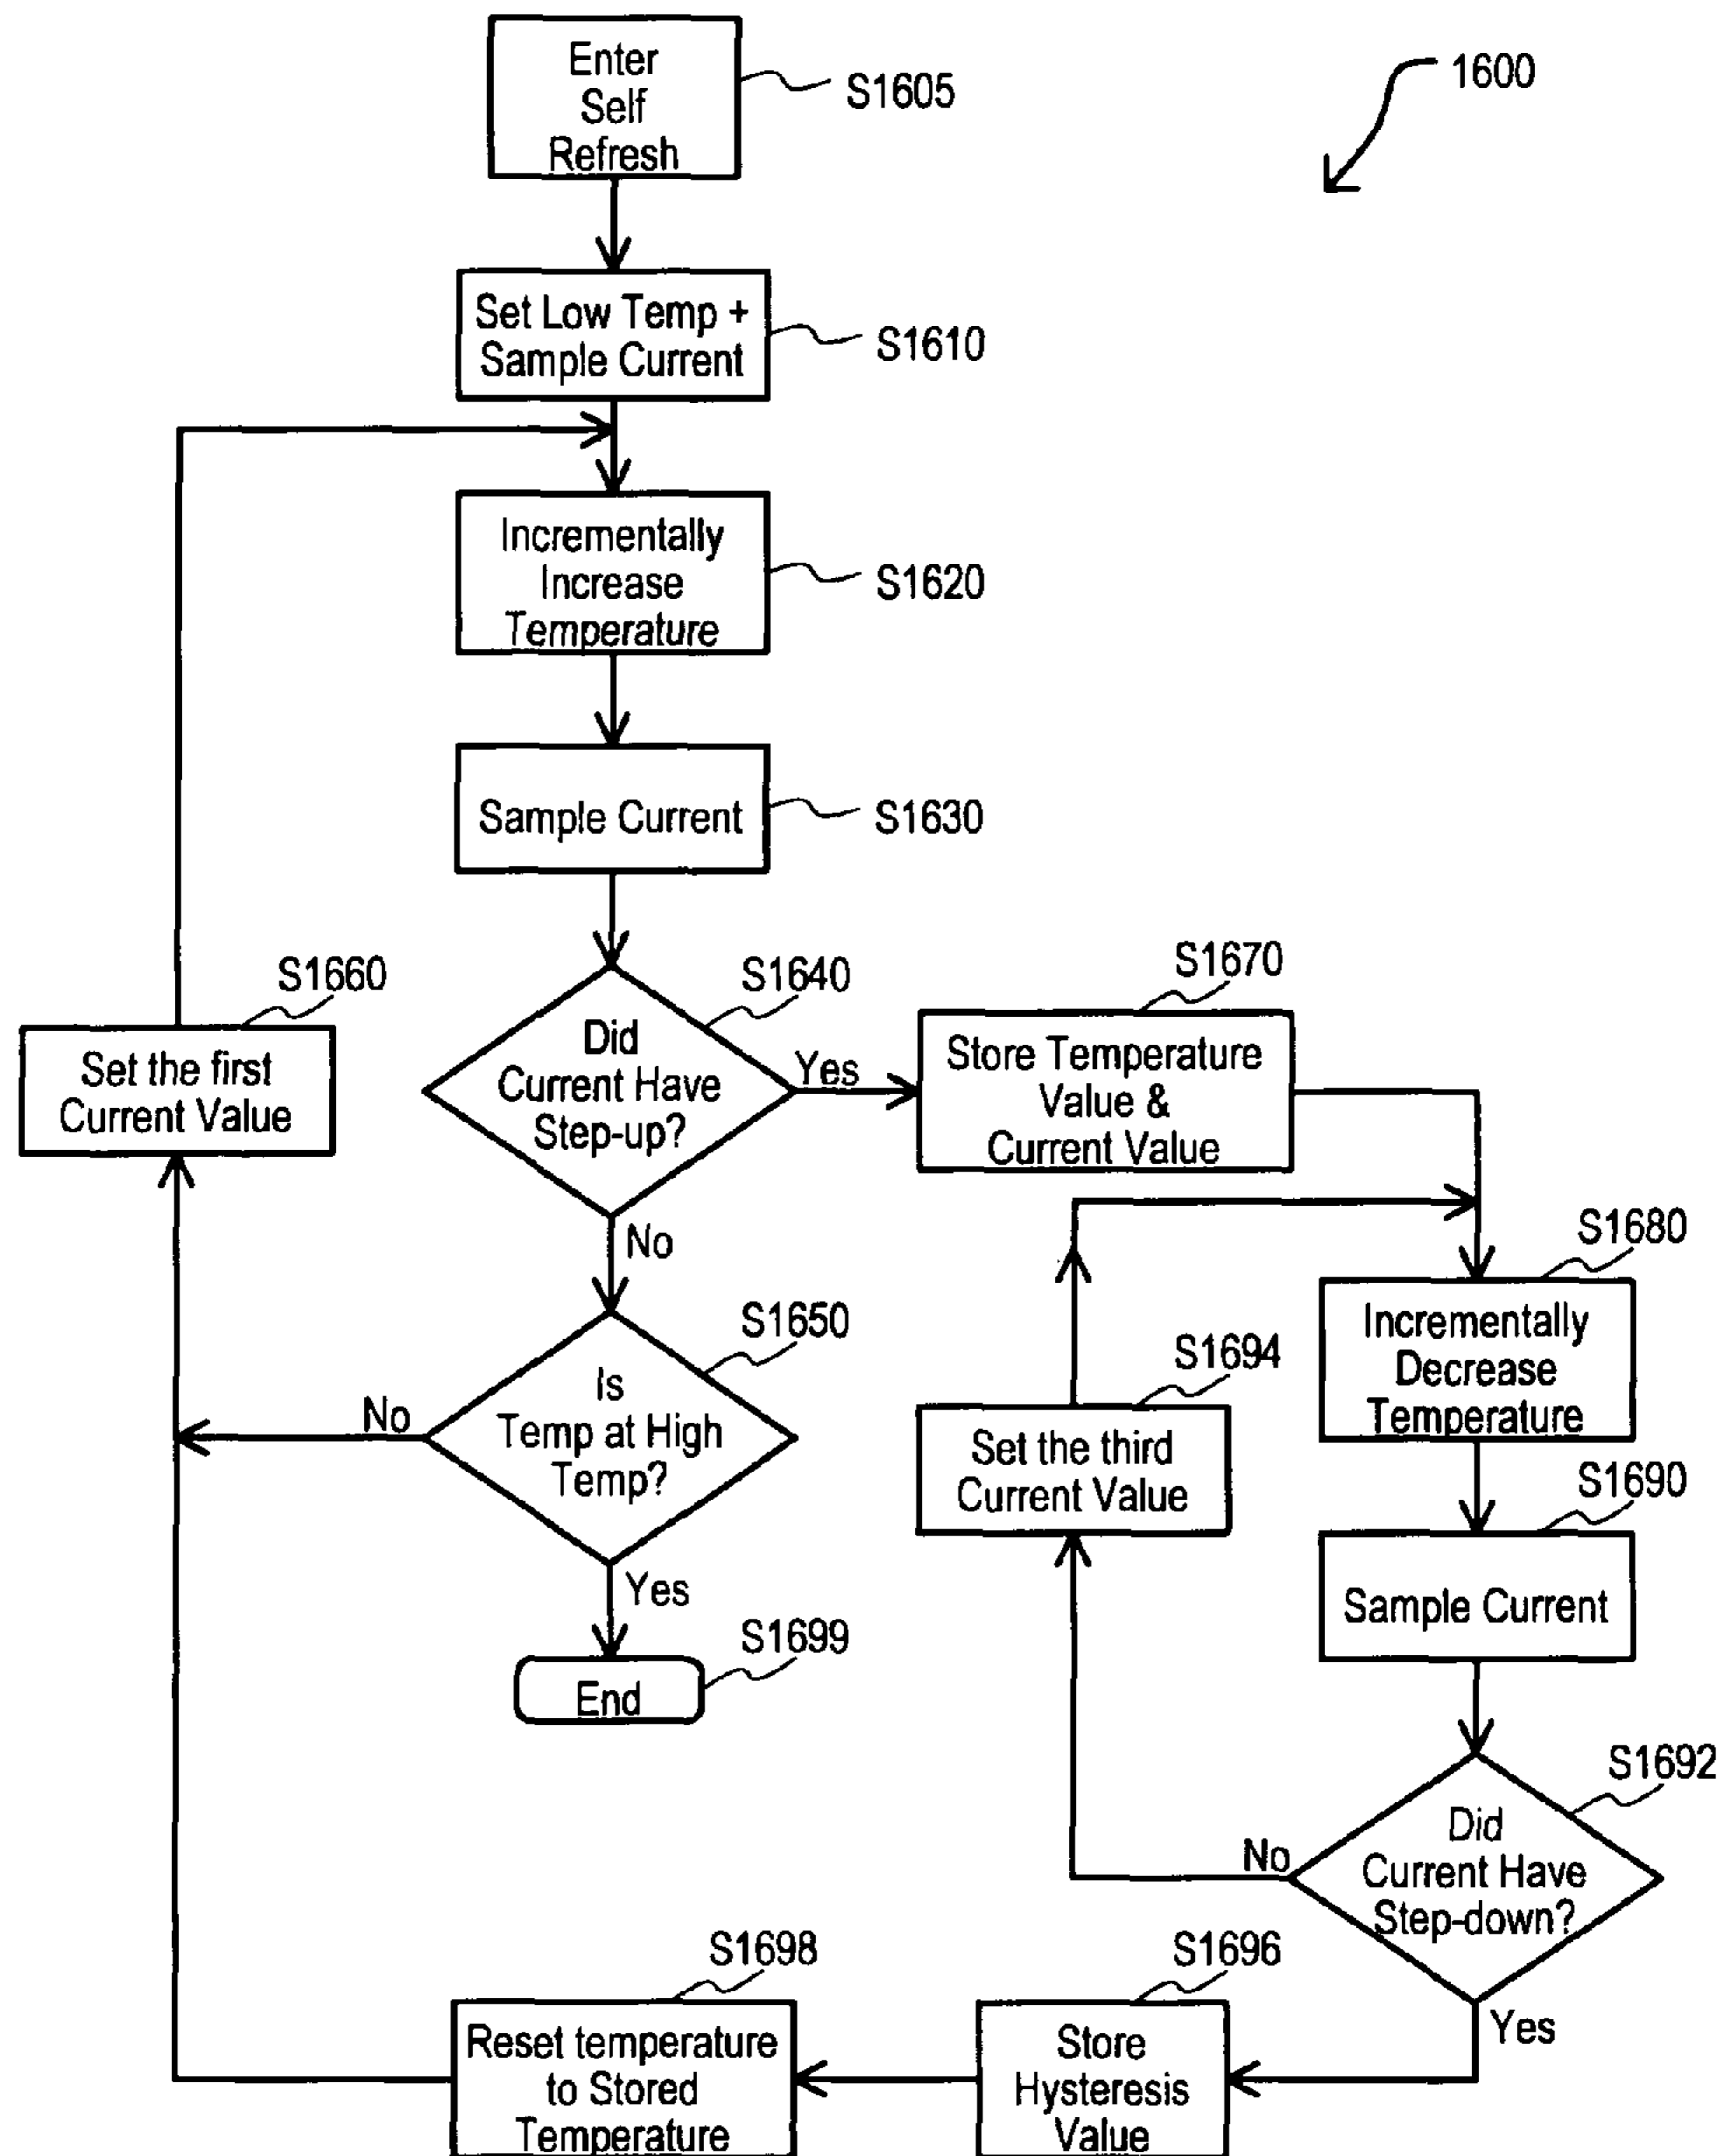 Enter
Self
Refresh
S1605
1600
Set Low Temp +
Sample Current
S1610
Incrementally
Increase
Temperature
S1620
Sample Current
S1630
S1660
Set the first
Current Value
S1640
Did
Current Have
Step-up?
Yes
No
S1670
Store Temperature
Value &
Current Value
S1680
Incrementally
Decrease
Temperature
S1650
Is
Temp at High
Temp?
No
Yes
S1694
Set the third
Current Value
S1690
Sample Current
S1699
End
S1692
Did
Current Have
Step-down?
No
Yes
S1698
Reset temperature
to Stored
Temperature
S1696
Store
Hysteresis
Value